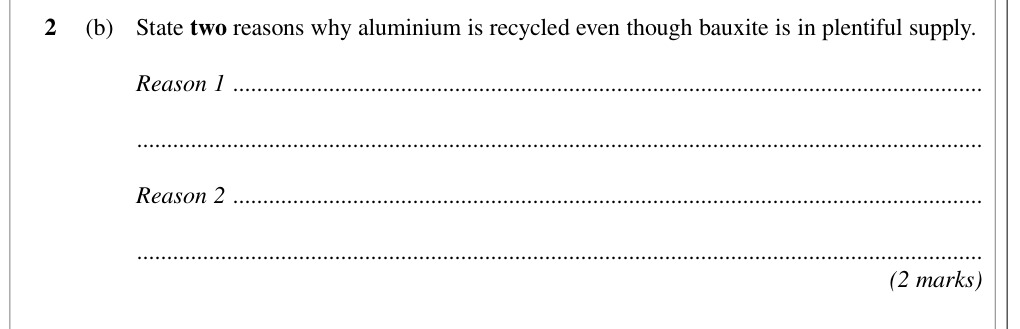 2 (b) State two reasons why aluminium is recycled even though bauxite is in plentiful supply.
Reason 1 ..............................................................................................................................
..............................................................................................................................................
Reason 2 ..............................................................................................................................
..............................................................................................................................................
(2 marks)